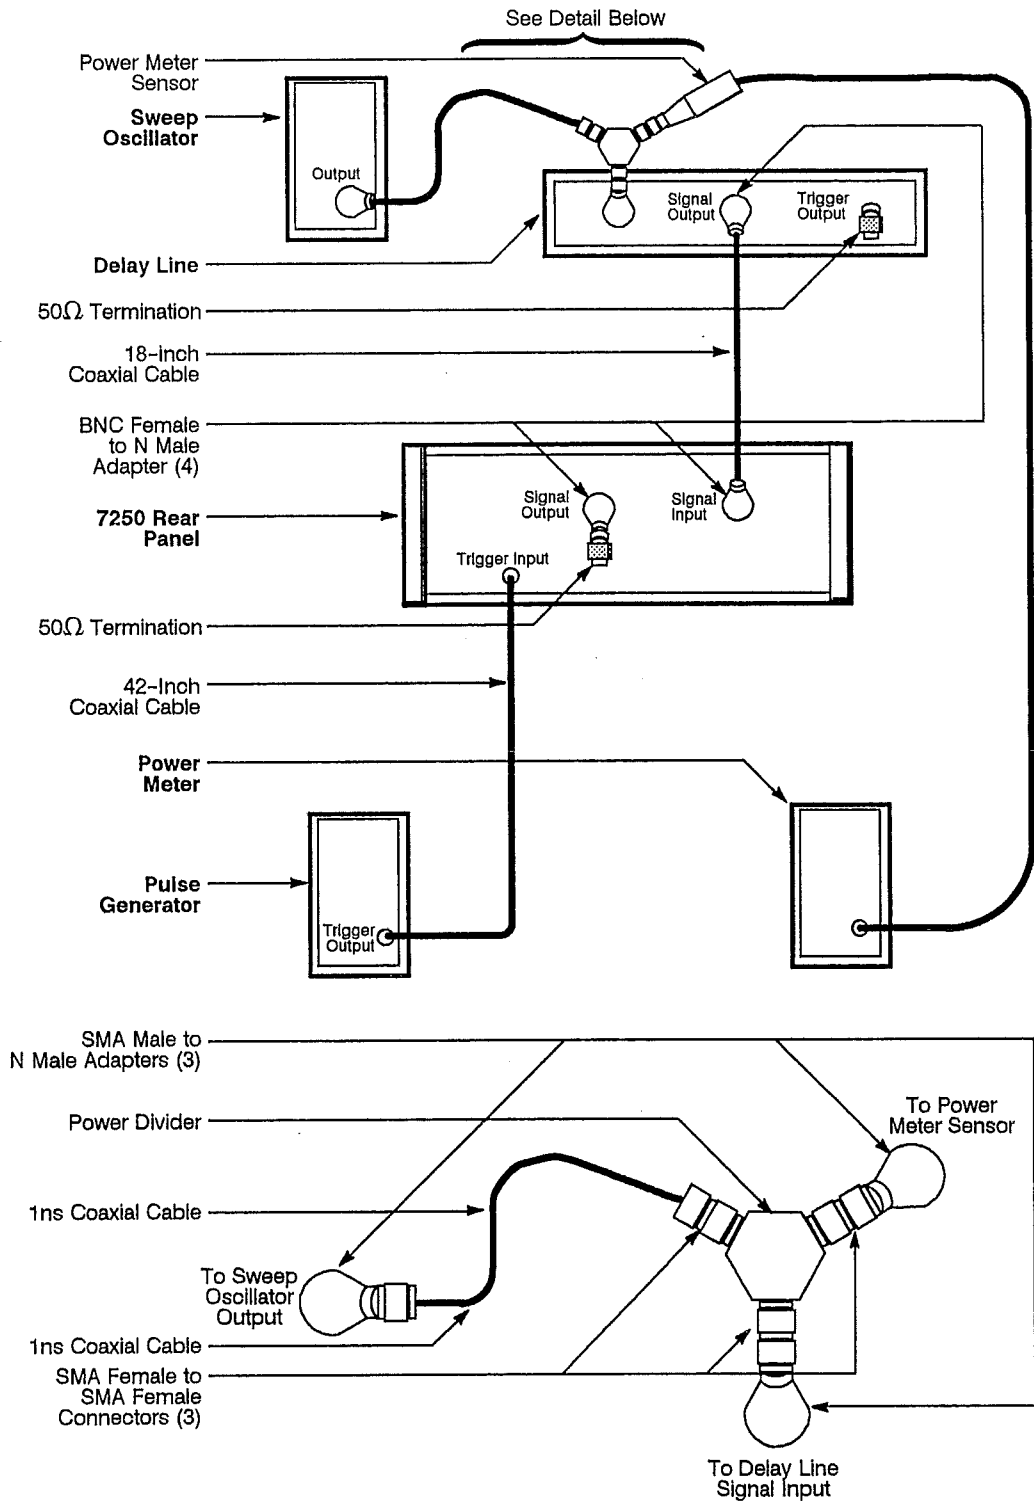 See Detail Below
Power Meter
Sensor
Sweep
Oscillator
Output
Signal
Output
Trigger
Output
Delay Line
50Ω Termination
18-inch
Coaxial Cable
BNC Female
to N Male
Adapter (4)
Signal
Output
Signal
Input
7250 Rear
Panel
Trigger Input
50Ω Termination
42-Inch
Coaxial Cable
Power
Meter
Pulse
Generator
Trigger
Output
SMA Male to
N Male Adapters (3)
To Power
Meter Sensor
Power Divider
1ns Coaxial Cable
To Sweep
Oscillator
Output
1ns Coaxial Cable
SMA Female to
SMA Female
Connectors (3)
To Delay Line
Signal Input